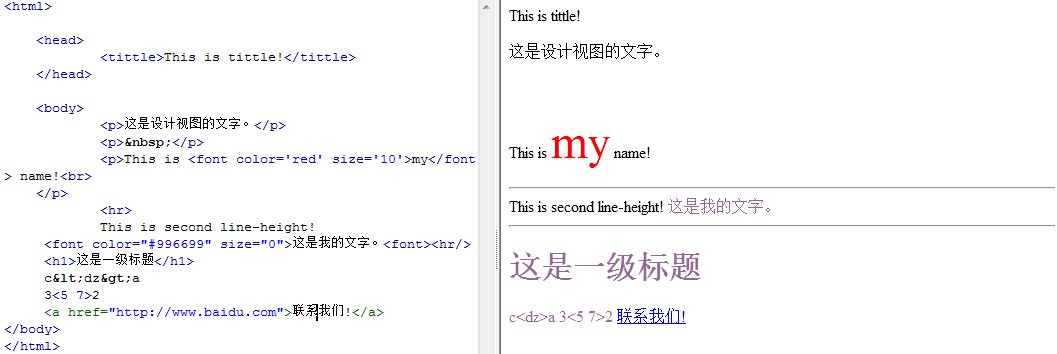 <html>
<head>
<tittle>This is tittle!</tittle>
</head>
<body>
<p>这是设计视图的文字。</p>
<p>&nbsp;</p>
<p>This is <font color='red' size='10'>my</font
> name!<br>
</p>
<hr>
This is second line-height!
<font color="#996699" size="0">这是我的文字。<font><hr/>
<h1>这是一级标题</h1>
c&lt;dz&gt;a
3<5 7>2
<a href="http://www.baidu.com">联系我们!</a>
</body>
</html>
This is tittle!
这是设计视图的文字。
This is my name!
This is second line-height! 这是我的文字。
这是一级标题
c<dz>a 3<5 7>2 联系我们!